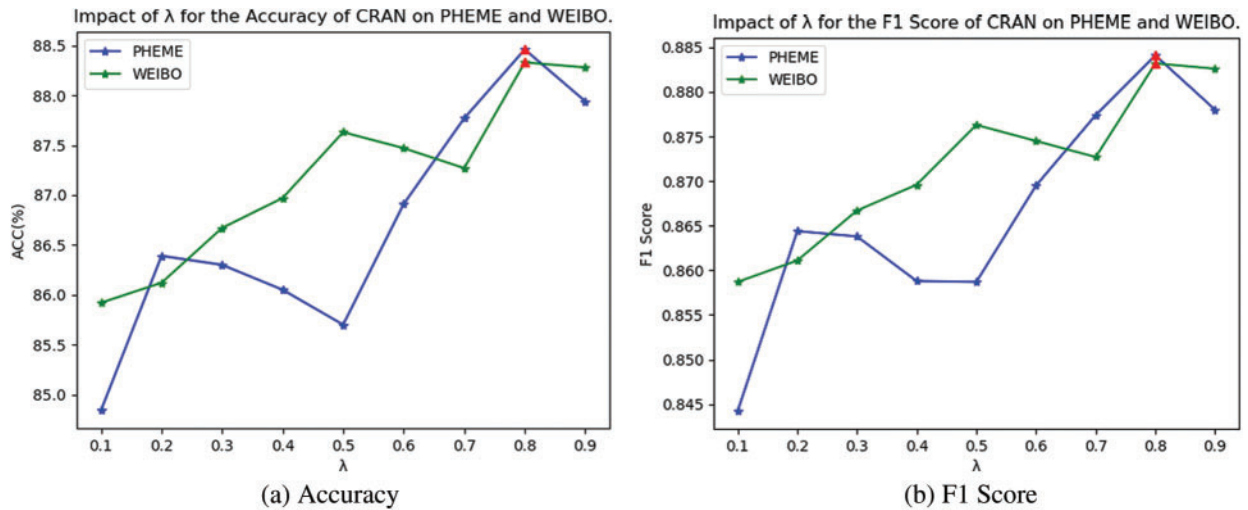 Impact of λ for the Accuracy of CRAN on PHEME and WEIBO.
PHEME
WEIBO
88.5
88.0
87.5
87.0
86.5
86.0
85.5
85.0
ACC(%)
0.1 0.2 0.3 0.4 0.5 0.6 0.7 0.8 0.9
λ
(a) Accuracy
Impact of λ for the F1 Score of CRAN on PHEME and WEIBO.
PHEME
WEIBO
0.885
0.880
0.875
0.870
0.865
0.860
0.855
0.850
0.845
F1 Score
0.1 0.2 0.3 0.4 0.5 0.6 0.7 0.8 0.9
λ
(b) F1 Score